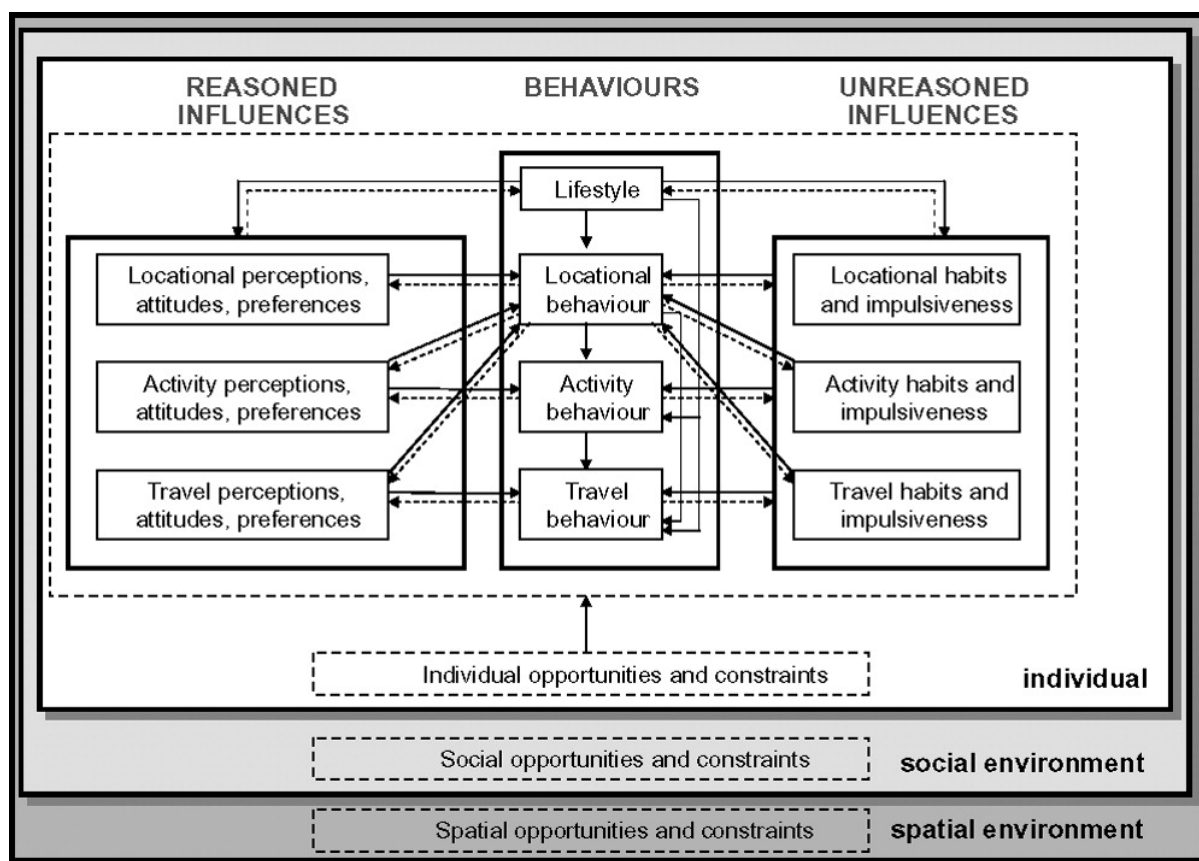 REASONED
INFLUENCES
BEHAVIOURS
UNREASONED
INFLUENCES
Lifestyle
Locational perceptions,
attitudes, preferences
Locational
behaviour
Locational habits
and impulsiveness
Activity perceptions,
attitudes, preferences
Activity
behaviour
Activity habits and
impulsiveness
Travel perceptions,
attitudes, preferences
Travel
behaviour
Travel habits and
impulsiveness
Individual opportunities and constraints
individual
Social opportunities and constraints
social environment
Spatial opportunities and constraints
spatial environment